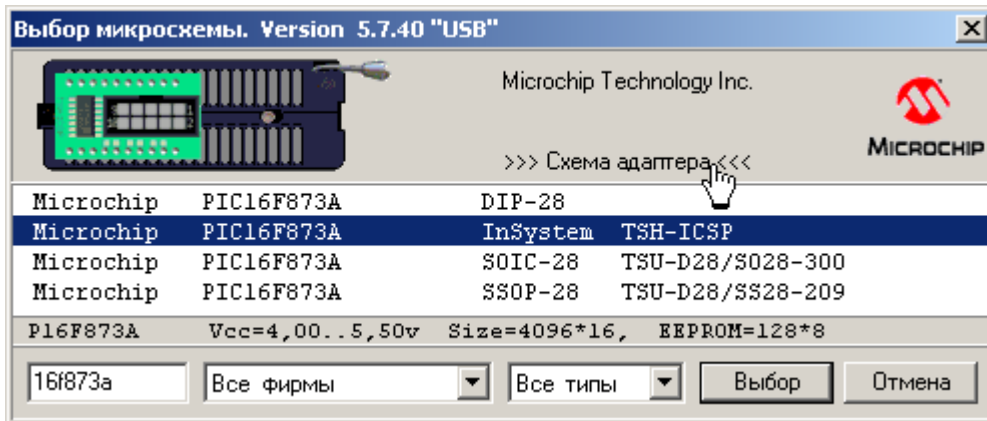 Выбор микросхемы. Version 5.7.40 "USB"
Microchip Technology Inc.
MICROCHIP
>>> Схема адаптера <<<
Microchip PIC16F873A DIP-28
Microchip PIC16F873A InSystem TSH-ICSP
Microchip PIC16F873A SOIC-28 TSU-D28/SO28-300
Microchip PIC16F873A SSOP-28 TSU-D28/SS28-209
P16F873A Vcc=4,00..5,50v Size=4096*16, EEPROM=128*8
16f873a Все фирмы Все типы Выбор Отмена